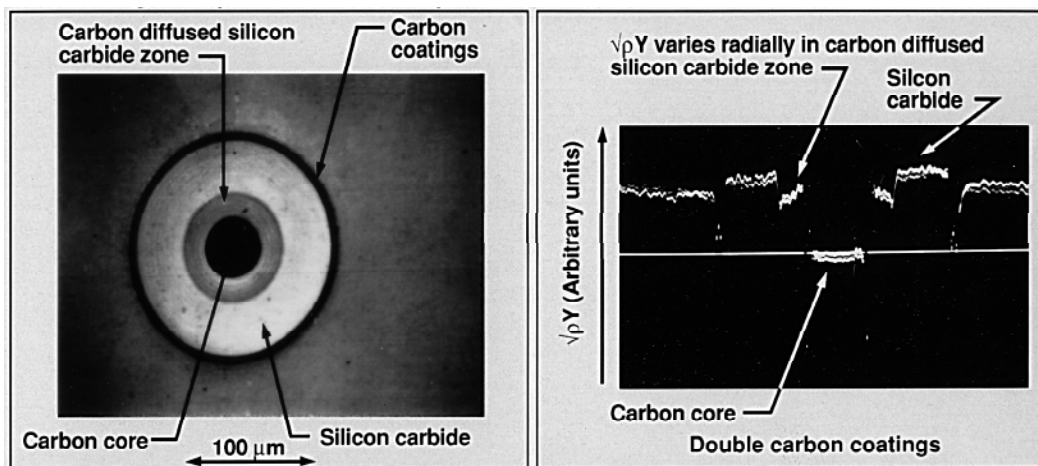 Carbon diffused silicon
carbide zone
Carbon
coatings
Carbon core
Silicon carbide
100 μm
√ρY varies radially in carbon diffused
silicon carbide zone
Silcon
carbide
√ρY (Arbitrary units)
Carbon core
Double carbon coatings